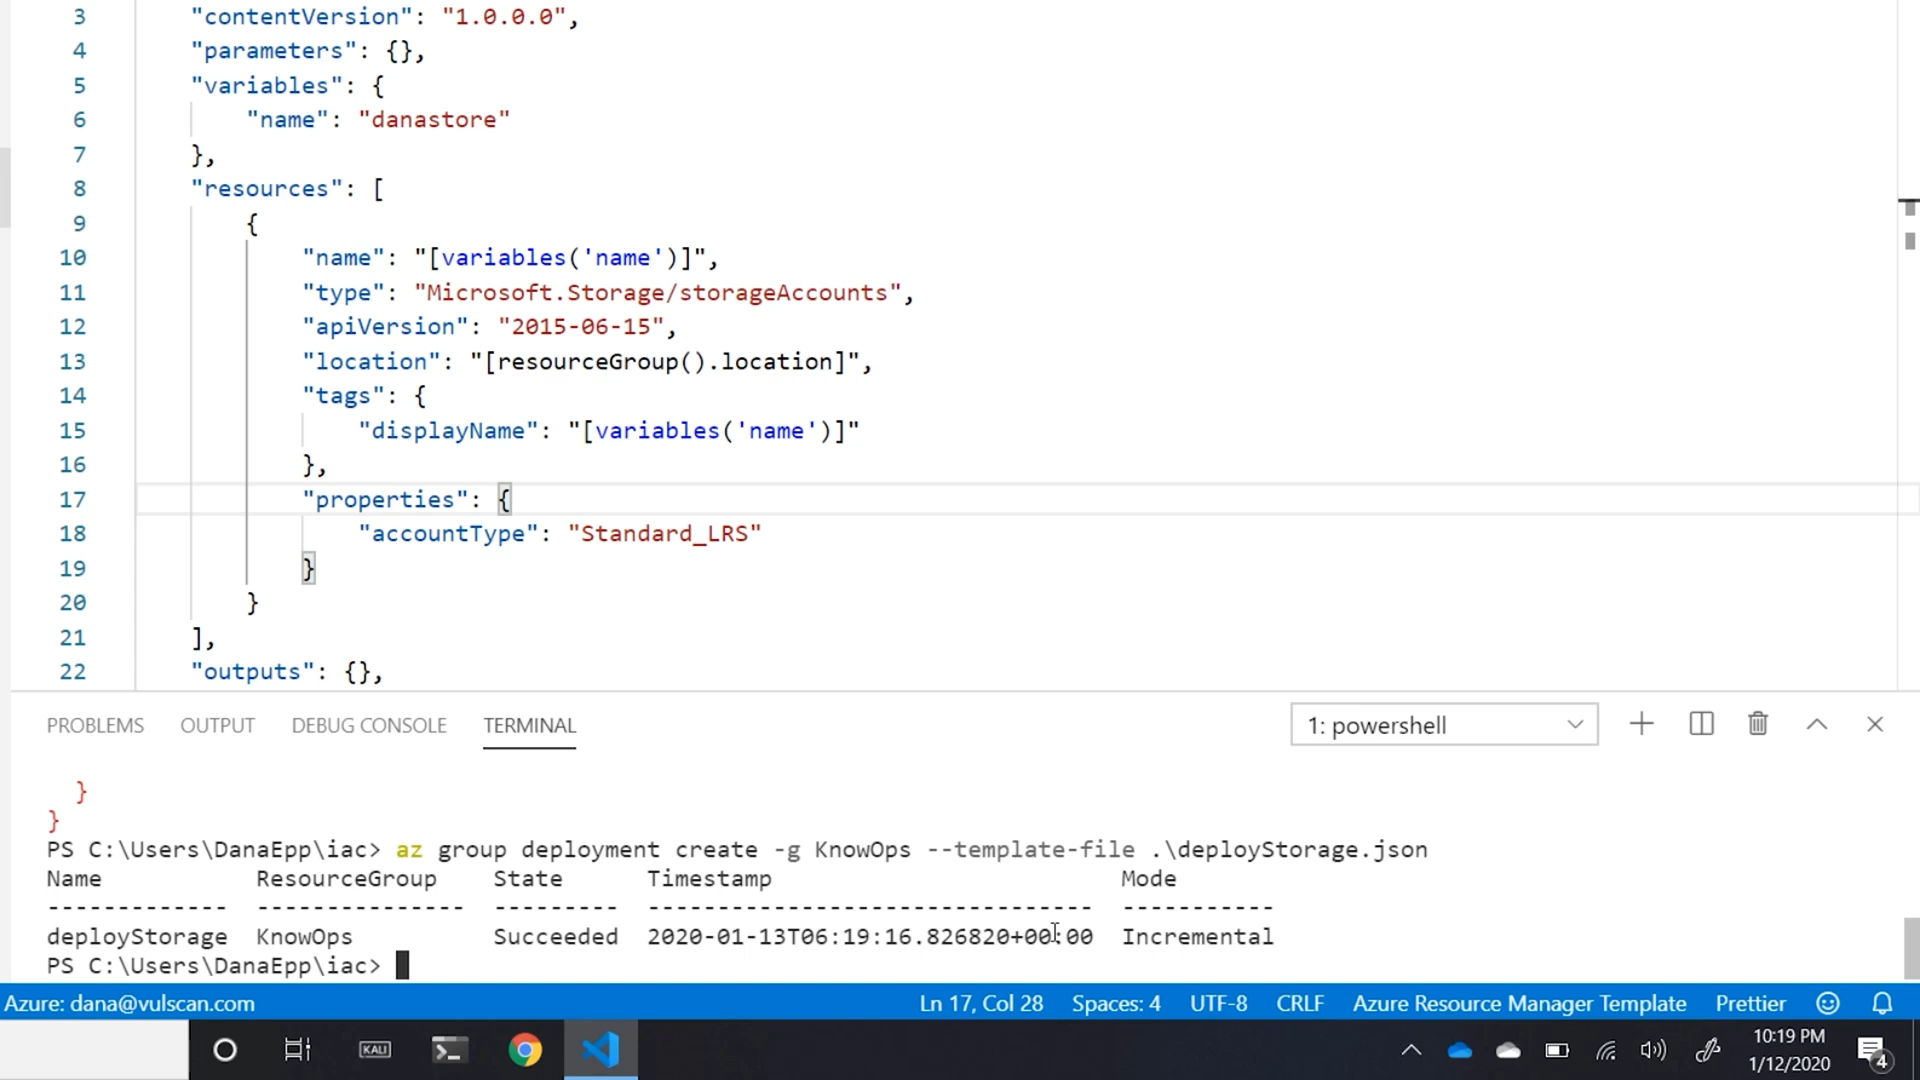 3 "contentVersion": "1.0.0.0",
4 "parameters": {},
5 "variables": {
6 "name": "danastore"
7 },
8 "resources": [
9 {
10 "name": "[variables('name')]",
11 "type": "Microsoft.Storage/storageAccounts",
12 "apiVersion": "2015-06-15",
13 "location": "[resourceGroup().location]",
14 "tags": {
15 "displayName": "[variables('name')]"
16 },
17 "properties": {
18 "accountType": "Standard_LRS"
19 }
20 }
21 ],
22 "outputs": {},
PROBLEMS OUTPUT DEBUG CONSOLE TERMINAL 1: powershell
}
}
PS C:\Users\DanaEpp\iac> az group deployment create -g KnowOps --template-file .\deployStorage.json
Name ResourceGroup State Timestamp Mode
------------- --------------- --------- -------------------------------- -----------
deployStorage KnowOps Succeeded 2020-01-13T06:19:16.826820+00:00 Incremental
PS C:\Users\DanaEpp\iac>
Azure: dana@vulscan.com Ln 17, Col 28 Spaces: 4 UTF-8 CRLF Azure Resource Manager Template Prettier
KALI 10:19 PM
1/12/2020 4